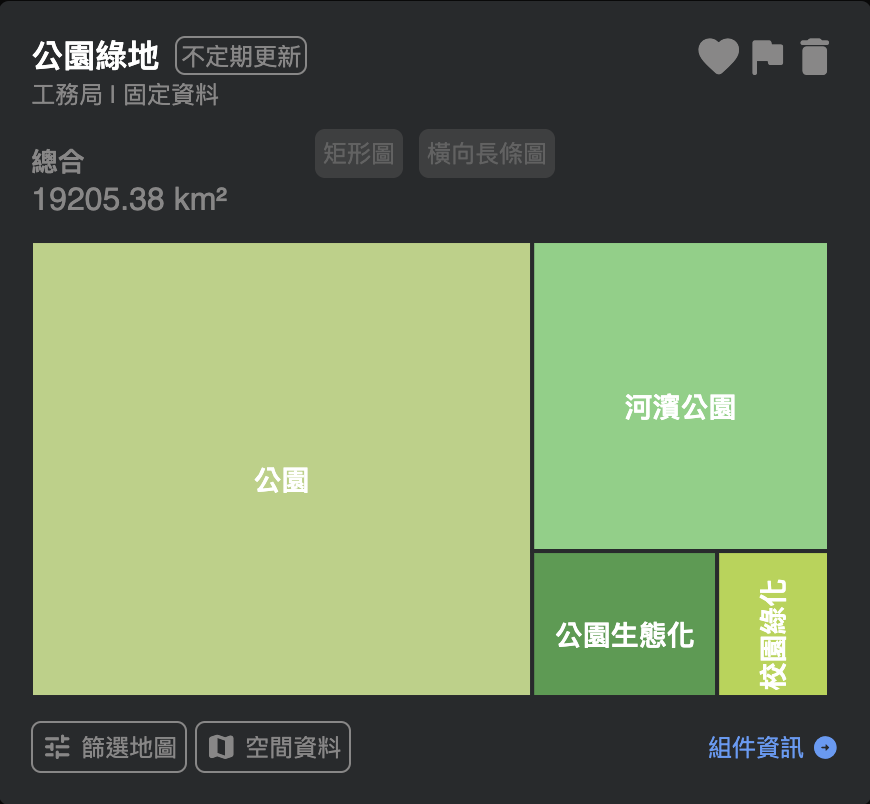 公園綠地 不定期更新
工務局 | 固定資料
總合
19205.38 km²
矩形圖 橫向長條圖
公園
河濱公園
公園生態化
校園綠化
篩選地圖 空間資料 組件資訊